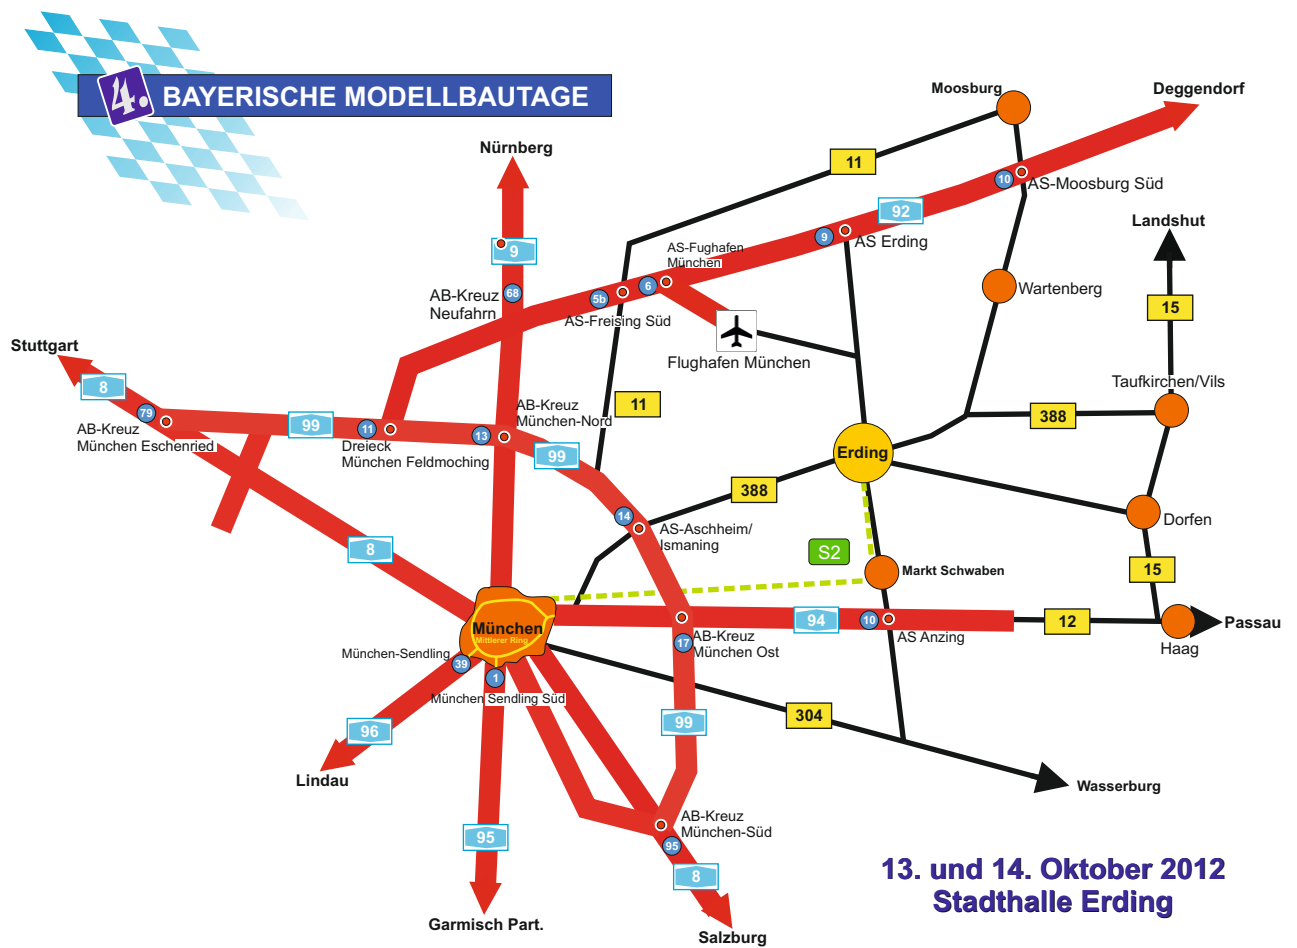 4. BAYERISCHE MODELLBAUTAGE
Moosburg
Deggendorf
Nürnberg
11
10
AS-Moosburg Süd
92
Landshut
9
AS Erding
9
AS-Fughafen
München
68
AB-Kreuz
Neufahrn
5b
6
Wartenberg
15
AS-Freising Süd
Stuttgart
Flughafen München
8
Taufkirchen/Vils
79
AB-Kreuz
München Eschenried
99
11
Dreieck
München Feldmoching
13
AB-Kreuz
München-Nord
11
388
99
Erding
388
14
AS-Aschheim/
Ismaning
Dorfen
8
S2
Markt Schwaben
15
München
Mittlerer Ring
94
10
AS Anzing
12
Passau
Haag
17
AB-Kreuz
München Ost
München-Sendling
39
1
München Sendling Süd
96
99
304
Lindau
Wasserburg
95
AB-Kreuz
München-Süd
95
8
Garmisch Part.
Salzburg
13. und 14. Oktober 2012
Stadthalle Erding